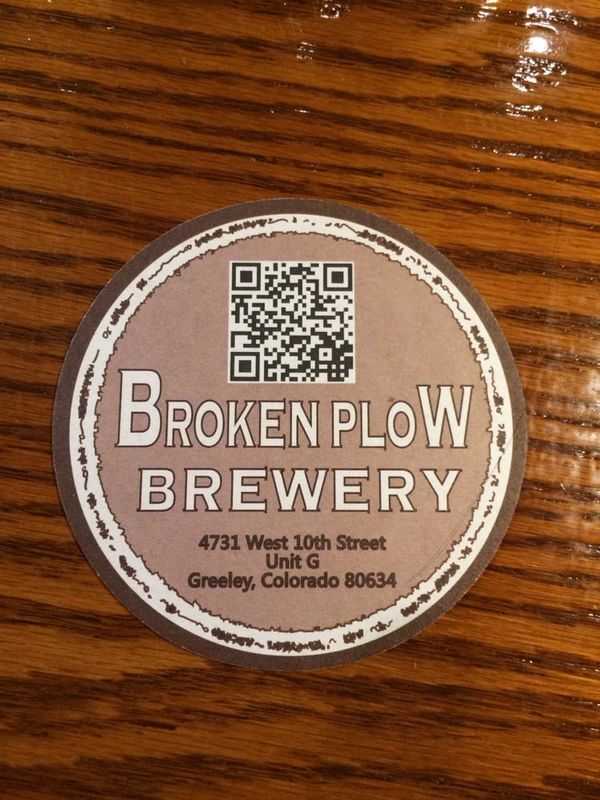 BROKEN PLOW
BREWERY
4731 West 10th Street
Unit G
Greeley, Colorado 80634